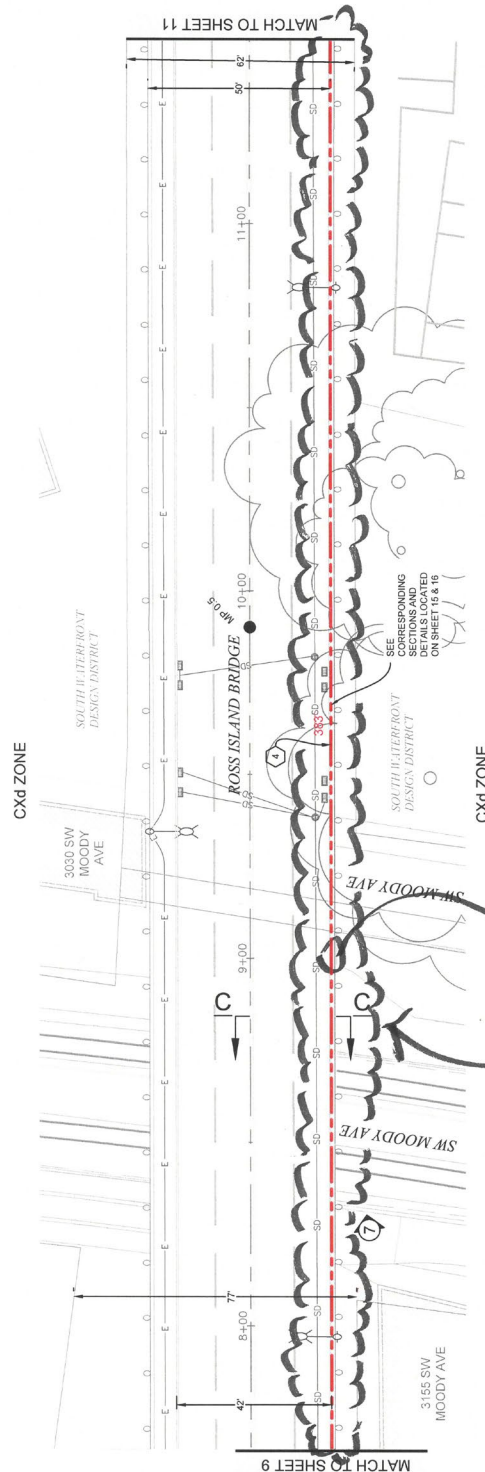 MATCH TO SHEET 11
62'
50'
11+00
E
SD
MP 0.5
10+00
ROSS ISLAND BRIDGE
SOUTH WATERFRONT
DESIGN DISTRICT
CXd ZONE
SEE
CORRESPONDING
SECTIONS AND
DETAILS LOCATED
ON SHEET 15 & 16
383'
4
SOUTH WATERFRONT
DESIGN DISTRICT
CXd ZONE
3030 SW
MOODY
AVE
SW MOODY AVE
9+00
C
C
SW MOODY AVE
7
77'
8+00
42'
3155 SW
MOODY AVE
MATCH TO SHEET 9